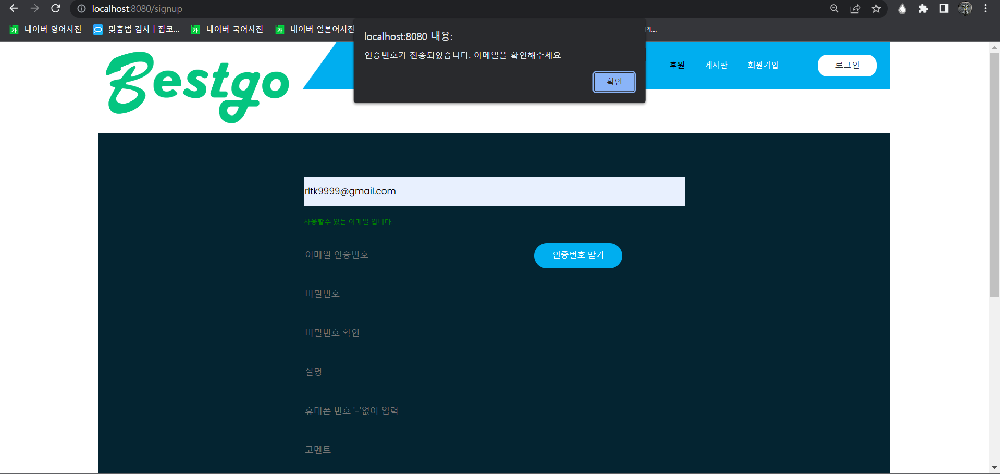 localhost:8080/signup
네이버 영어사전
맞춤법 검사 | 잡코...
네이버 국어사전
네이버 일본어사전
PI...
localhost:8080 내용:
인증번호가 전송되었습니다. 이메일을 확인해주세요
확인
Bestgo
후원
게시판
회원가입
로그인
rltk9999@gmail.com
사용할수 있는 이메일 입니다.
이메일 인증번호
인증번호 받기
비밀번호
비밀번호 확인
실명
휴대폰 번호 '-'없이 입력
코멘트